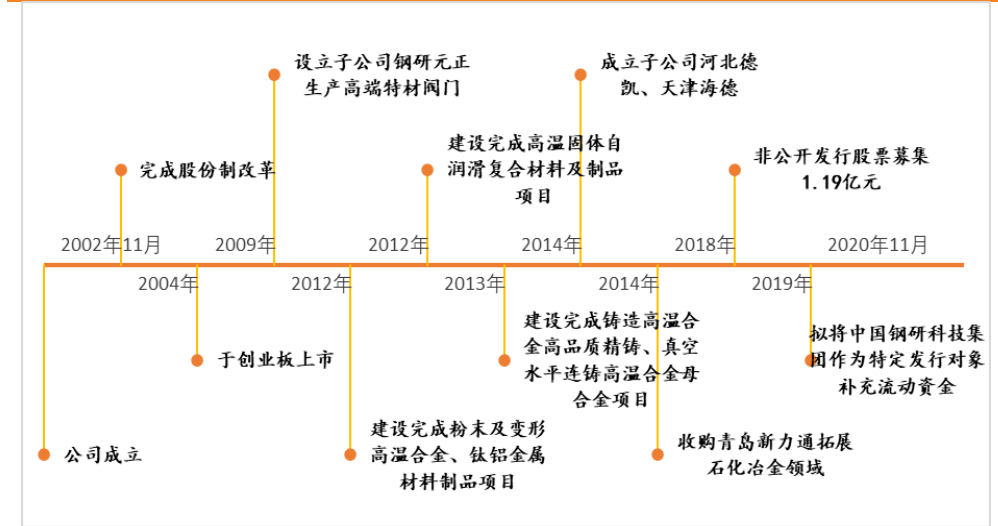 设立子公司钢研元正
生产高端特材阀门
成立子公司河北德
凯、天津海德
建设完成高温固体自
润滑复合材料及制品
项目
完成股份制改革
非公开发行股票募集
1.19亿元
2002年11月
2009年
2012年
2014年
2018年
2020年11月
2004年
2012年
2013年
2014年
2019年
于创业板上市
建设完成铸造高温合
金高品质精铸、真空
水平连铸高温合金母
合金项目
拟将中国钢研科技集
团作为特定发行对象
补充流动资金
公司成立
建设完成粉末及变形
高温合金、钛铝金属
材料制品项目
收购青岛新力通拓展
石化冶金领域